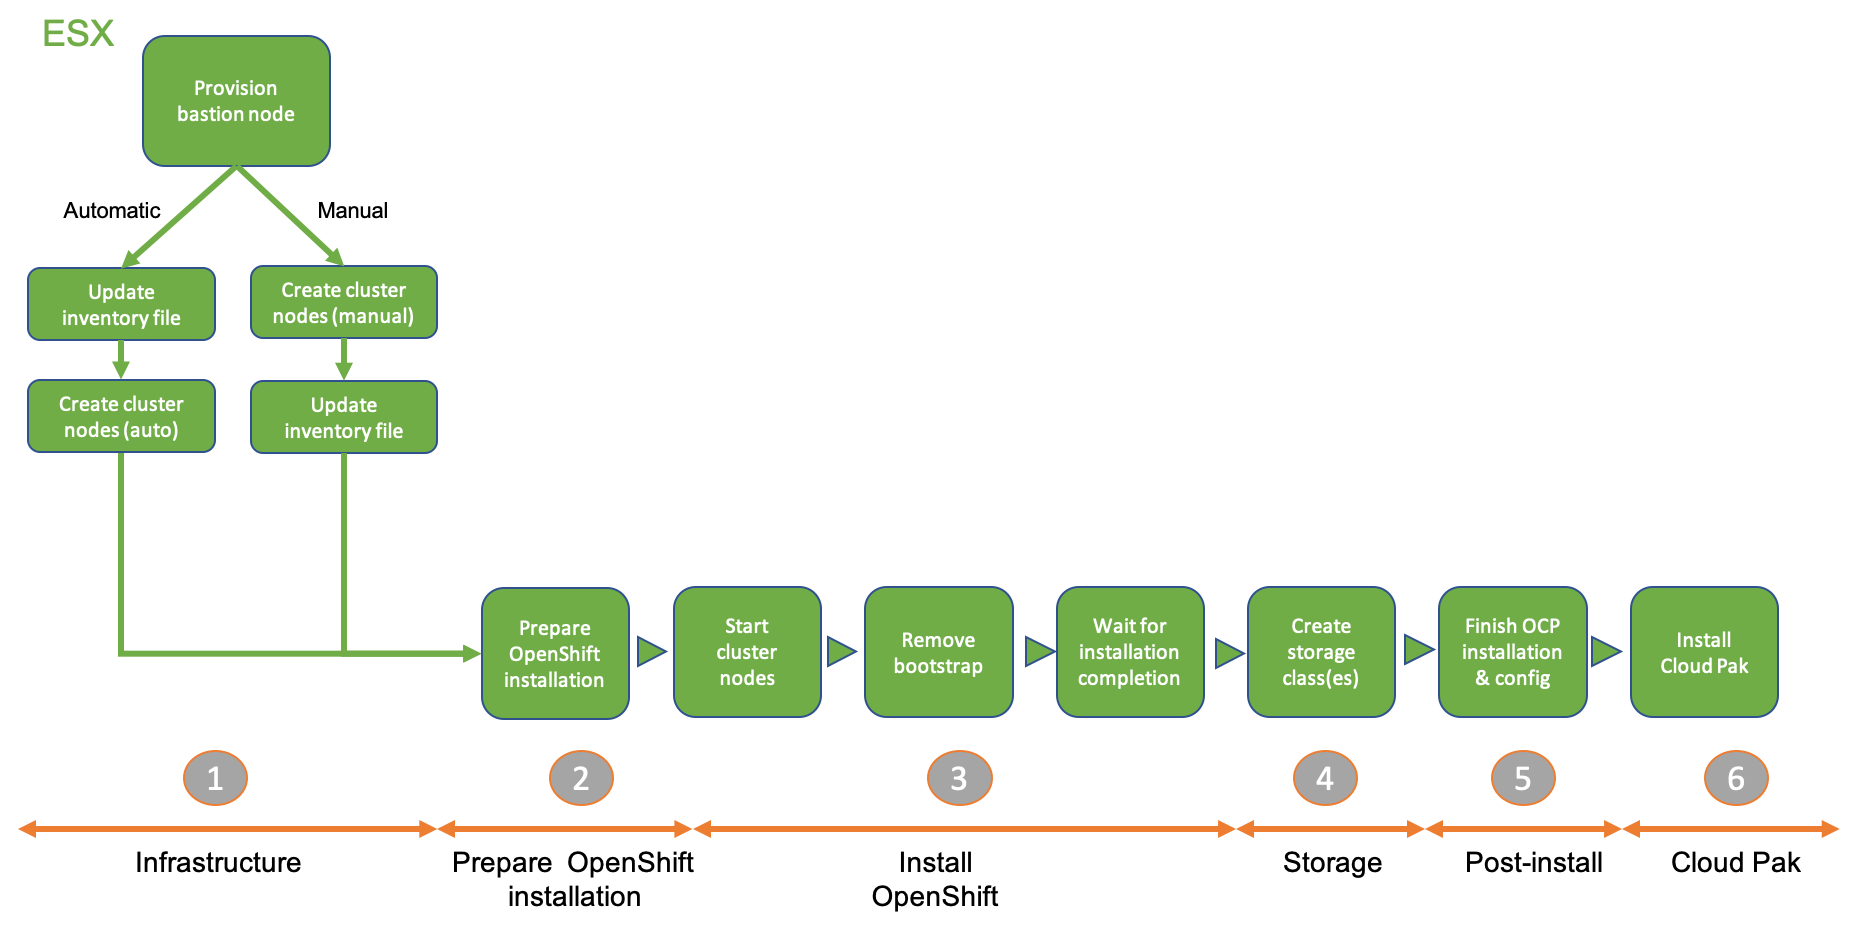 ESX
Provision
bastion node
Automatic
Manual
Update
inventory file
Create cluster
nodes (manual)
Create cluster
nodes (auto)
Update
inventory file
Prepare
OpenShift
installation
Start
cluster
nodes
Remove
bootstrap
Wait for
installation
completion
Create
storage
class(es)
Finish OCP
installation
& config
Install
Cloud Pak
1
2
3
4
5
6
Infrastructure
Prepare OpenShift
installation
Install
OpenShift
Storage
Post-install
Cloud Pak